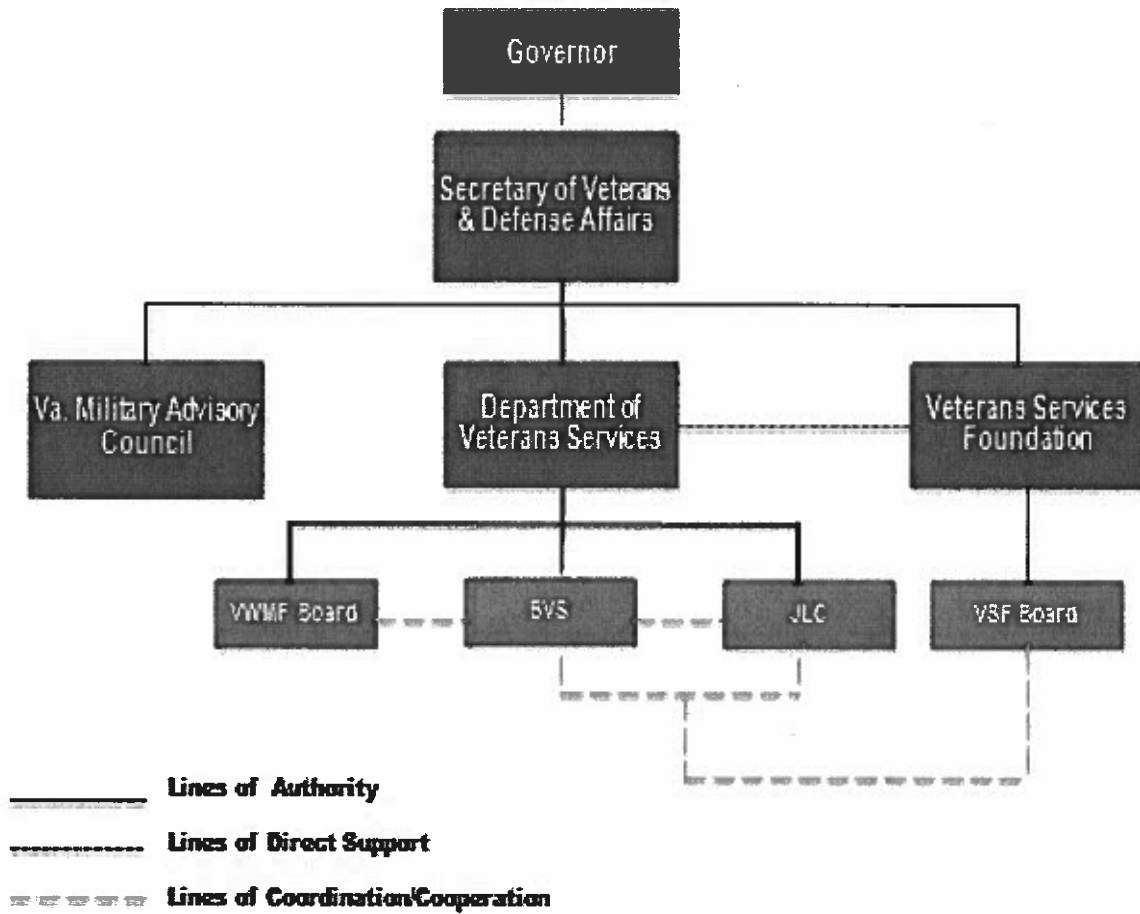 Governor
Secretary of Veterans
& Defense Affairs
Va. Military Advisory
Council
Department of
Veterans Services
Veterans Services
Foundation
VWMF Board
BVS
JLC
VSF Board
Lines of Authority
Lines of Direct Support
Lines of Coordination/Cooperation